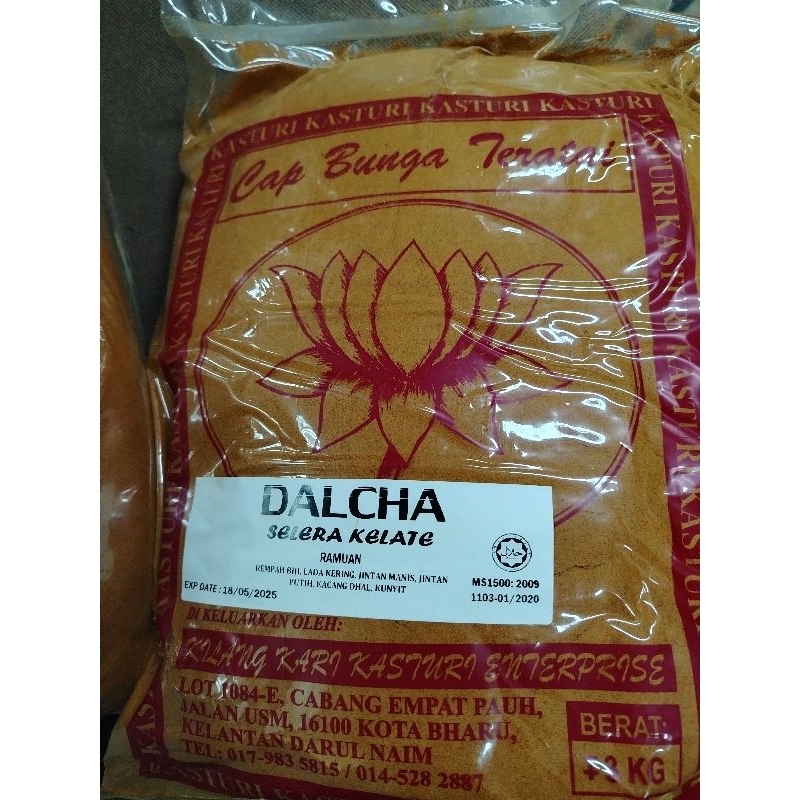 KASTURI KASTURI KASTURI KASTURI
Cap Bunga Teratai
DALCHA
SELERA KELATE
RAMUAN
REMPAH BIJI, LADA KERING, JINTAN MANIS, JINTAN
PUTIH, KACANG DHAL, KUNYIT
EXP DATE : 18/05/2025
MS1500: 2009
1103-01/2020
DI KELUARKAN OLEH:
KILANG KARI KASTURI ENTERPRISE
LOT 1084-E, CABANG EMPAT PAUH,
JALAN USM, 16100 KOTA BHARU,
KELANTAN DARUL NAIM
TEL: 017-983 5815 / 014-528 2887
BERAT:
KG